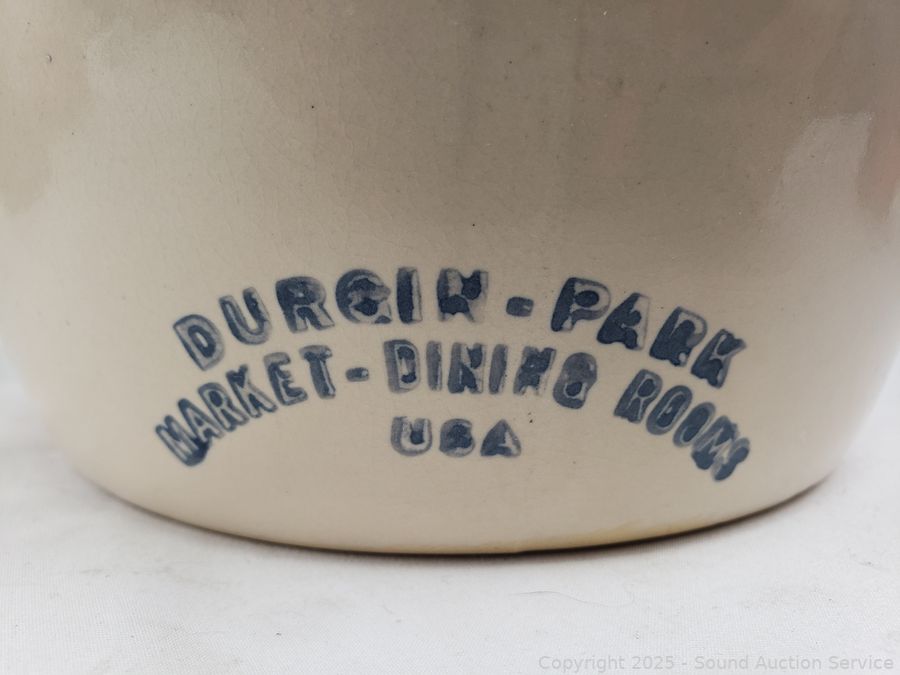 DURGIN - PARK
MARKET - DINING ROOMS
USA
Copyright 2025 - Sound Auction Service